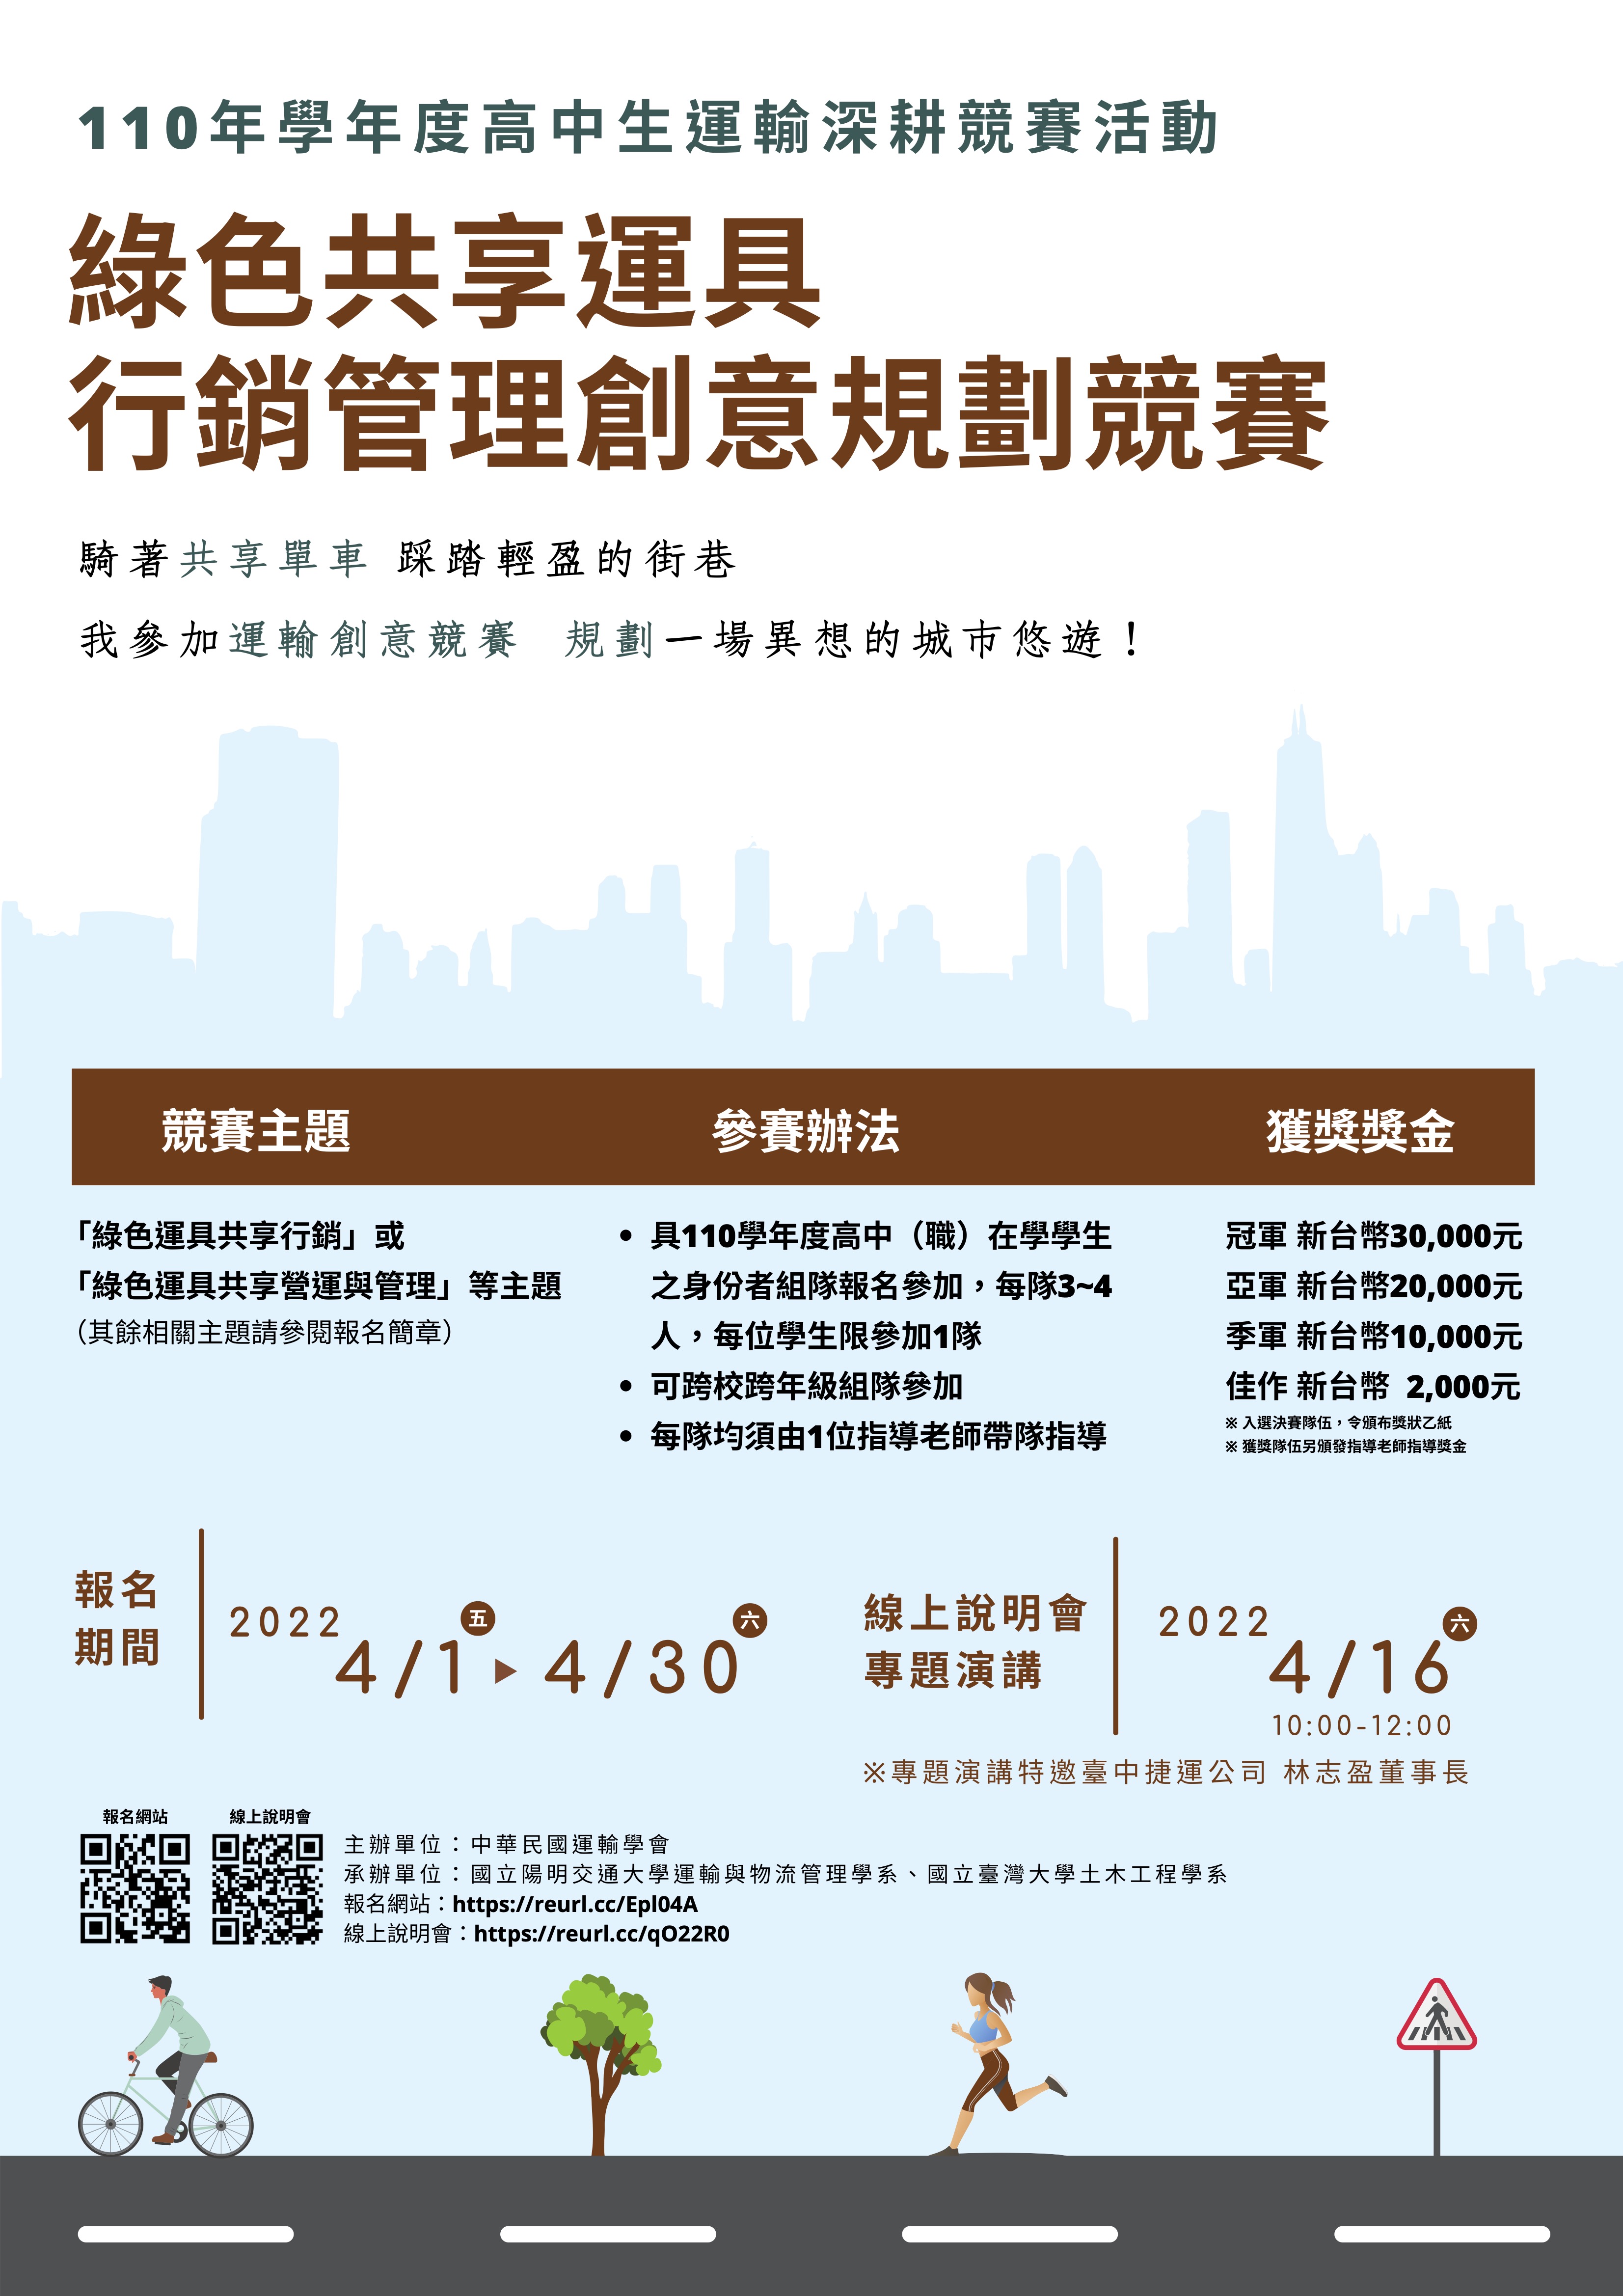 110年學年度高中生運輸深耕競賽活動
綠色共享運具
行銷管理創意規劃競賽
騎著共享單車 踩踏輕盈的街巷
我參加運輸創意競賽 規劃一場異想的城市悠遊！
競賽主題
「綠色運具共享行銷」或
「綠色運具共享營運與管理」等主題
（其餘相關主題請參閱報名簡章）
參賽辦法
• 具110學年度高中（職）在學學生
之身份者組隊報名參加，每隊3~4
人，每位學生限參加1隊
• 可跨校跨年級組隊參加
• 每隊均須由1位指導老師帶隊指導
獲獎獎金
冠軍 新台幣30,000元
亞軍 新台幣20,000元
季軍 新台幣10,000元
佳作 新台幣 2,000元
※ 入選決賽隊伍，令頒布獎狀乙紙
※ 獲獎隊伍另頒發指導老師指導獎金
報名
期間
2022
4/1 五 ▶ 4/30 六
線上說明會
專題演講
2022
4/16 六
10:00-12:00
※專題演講特邀臺中捷運公司 林志盈董事長
報名網站
線上說明會
主辦單位：中華民國運輸學會
承辦單位：國立陽明交通大學運輸與物流管理學系、國立臺灣大學土木工程學系
報名網站：https://reurl.cc/Epl04A
線上說明會：https://reurl.cc/qO22R0